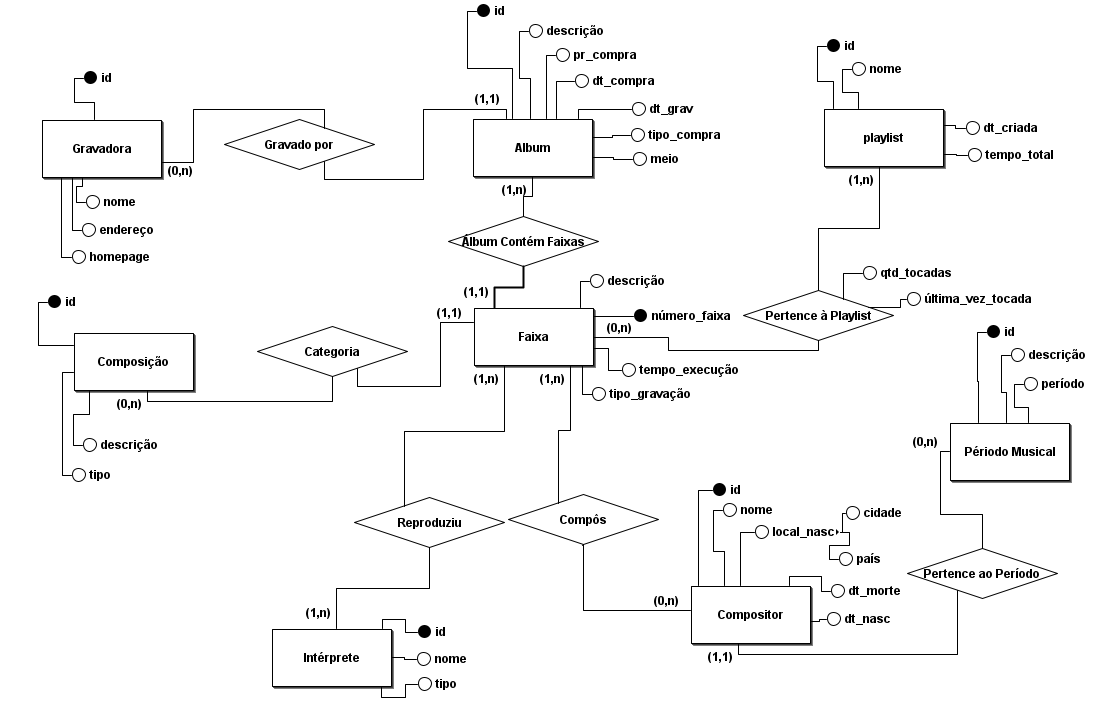 id
descrição
pr_compra
dt_compra
(1,1)
dt_grav
tipo_compra
meio
Album
(1,n)
id
Gravadora
(0,n)
nome
endereço
homepage
Gravado por
id
nome
playlist
dt_criada
tempo_total
(1,n)
Álbum Contém Faixas
(1,1)
qtd_tocadas
última_vez_tocada
Pertence à Playlist
descrição
número_faixa
(0,n)
(1,1)
Faixa
tempo_execução
tipo_gravação
(1,n)
(1,n)
id
Composição
(0,n)
descrição
tipo
Categoria
id
descrição
período
Périodo Musical
(0,n)
Reproduziu
Compôs
id
nome
local_nasc
cidade
país
dt_morte
dt_nasc
(0,n)
Compositor
(1,1)
Pertence ao Período
(1,n)
Intérprete
id
nome
tipo